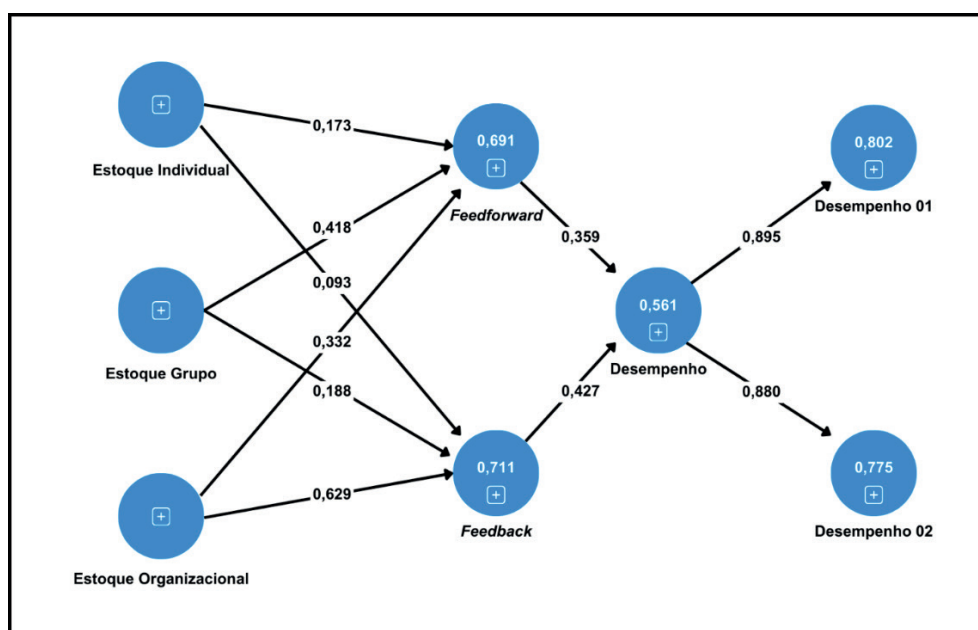 Estoque Individual
Estoque Grupo
Estoque Organizacional
0,173
0,418
0,093
0,332
0,188
0,629
0,691
Feedforward
0,711
Feedback
0,359
0,427
0,561
Desempenho
0,895
0,880
0,802
Desempenho 01
0,775
Desempenho 02